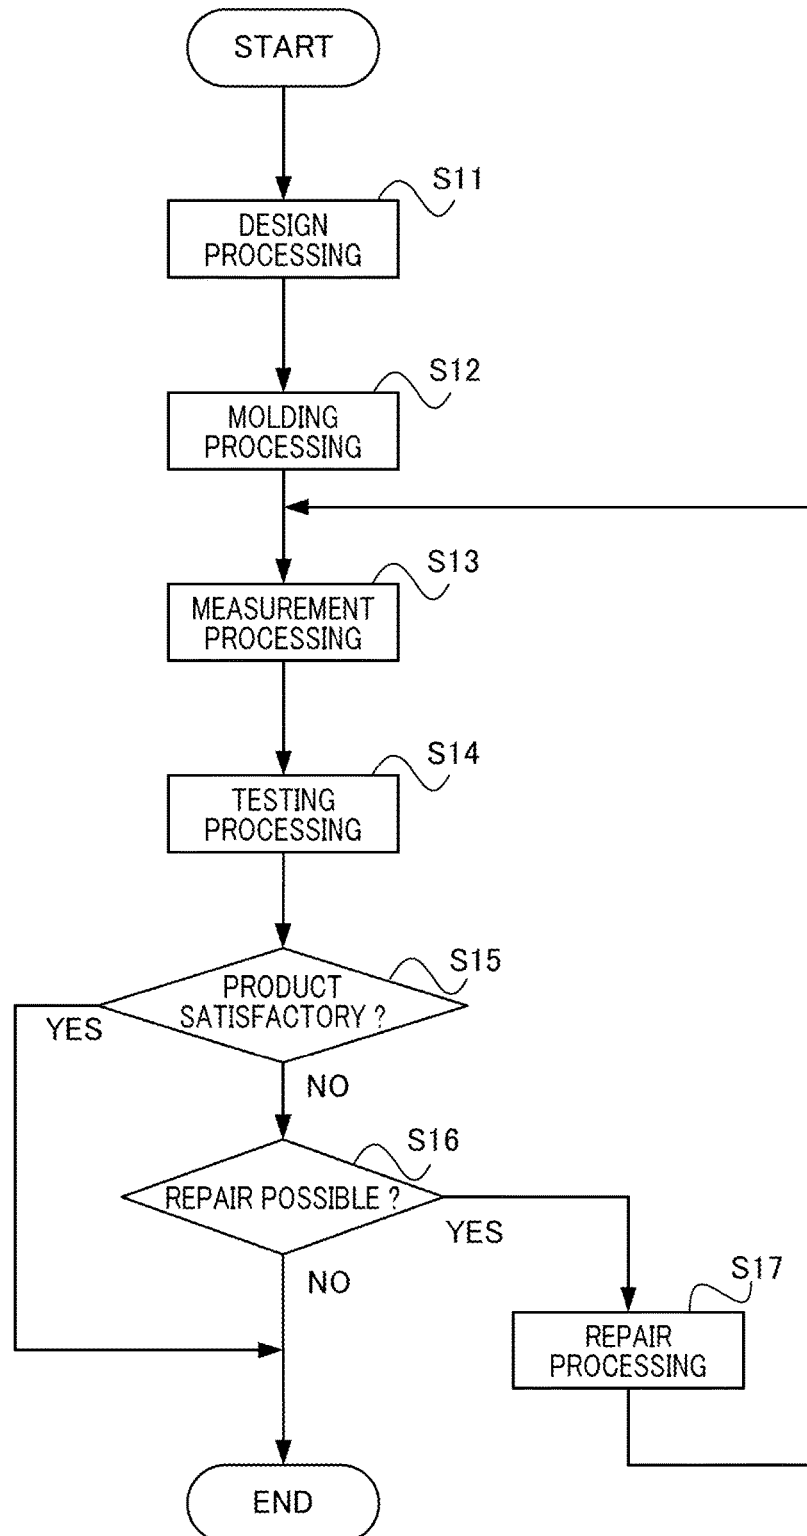 START
S11
DESIGN
PROCESSING
S12
MOLDING
PROCESSING
S13
MEASUREMENT
PROCESSING
S14
TESTING
PROCESSING
S15
PRODUCT
SATISFACTORY ?
YES
NO
S16
REPAIR POSSIBLE ?
YES
NO
S17
REPAIR
PROCESSING
END